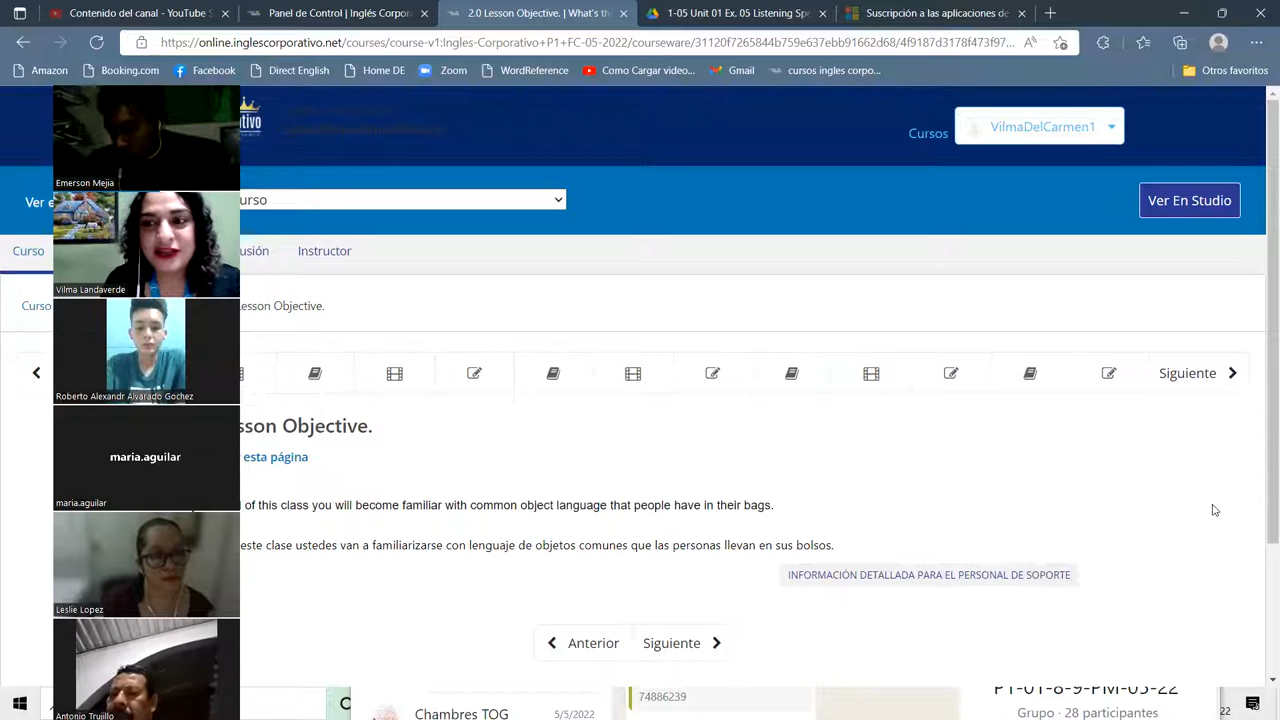 (46) en vivo - YouTube S
Panel de Control | Inglés Corpor
2.0 Lesson Objective. | What's the
1-05 Unit 01 Ex. 05 Listening Spe
Suscripción a las aplicaciones de
https://online.inglescorporativo.net/courses/course-v1:Ingles-Corporativo+P1+FC-05-2022/courseware/31120f7265844b759e637ebb91662d68/4f9187d3178f473f97...
Amazon
Booking.com
Facebook
Direct English
Home DE
Zoom
WordReference
Como Cargar video...
Gmail
cursos ingles corpo...
Otros favoritos
ativo
Cursos
VilmaDelCarmen1
Emerson Mejia
Ver e
urso
Ver En Studio
Curso
usión
Instructor
Vilma Landaverde
Curso
esson Objective.
Siguiente
Roberto Alexandr Alvarado Gochez
sson Objective.
esta página
maria.aguilar
maria.aguilar
of this class you will become familiar with common object language that people have in their bags.
este clase ustedes van a familiarizarse con lenguaje de objetos comunes que las personas llevan en sus bolsos.
INFORMACIÓN DETALLADA PARA EL PERSONAL DE SOPORTE
Leslie Lopez
Anterior
Siguiente
Antonio Trujillo
74886239
Chambres TOG
5/5/2022
P1-01-8-9-PM-05-22
Grupo · 28 participantes
22